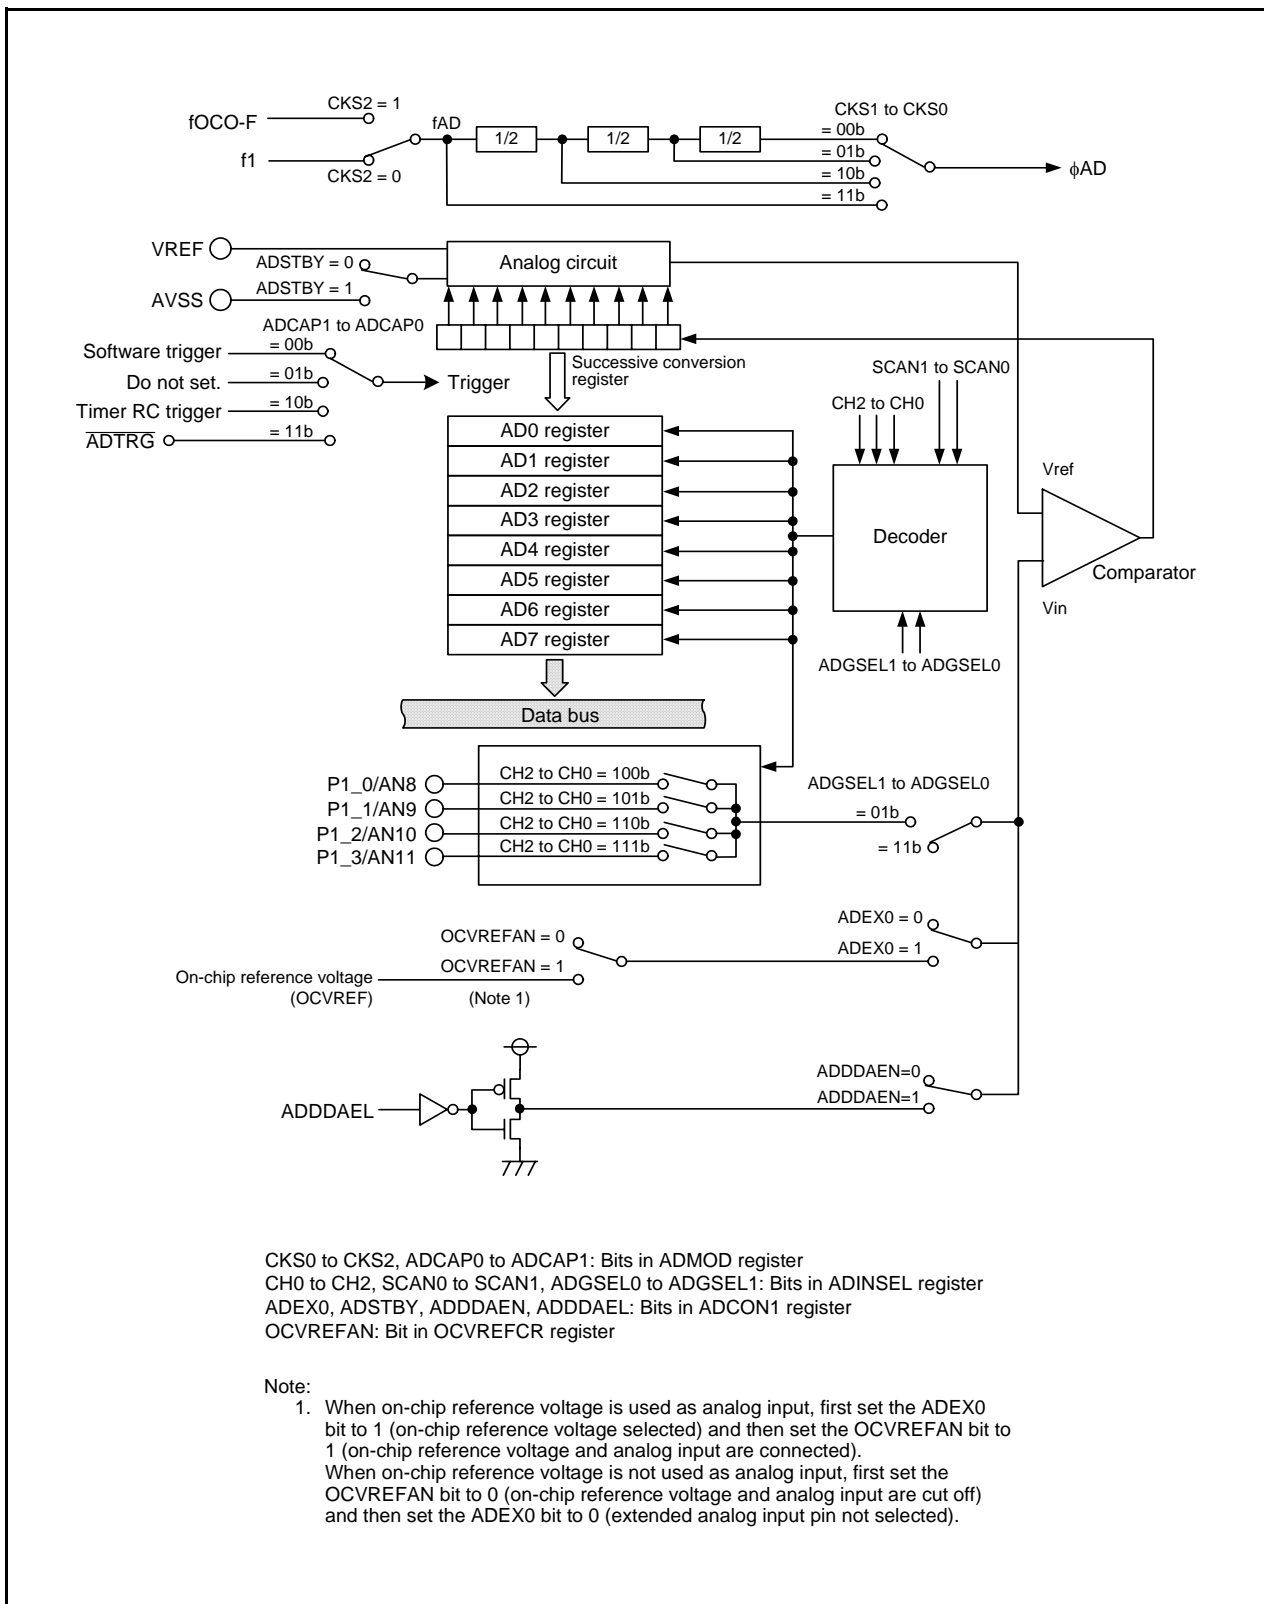 CKS2 = 1
fOCO-F
f1
CKS2 = 0
fAD
1/2
1/2
1/2
CKS1 to CKS0
= 00b
= 01b
= 10b
= 11b
ϕAD
VREF
AVSS
ADSTBY = 0
ADSTBY = 1
Analog circuit
ADCAP1 to ADCAP0
Software trigger
= 00b
Do not set.
= 01b
Timer RC trigger
= 10b
ADTRG
= 11b
Trigger
Successive conversion
register
AD0 register
AD1 register
AD2 register
AD3 register
AD4 register
AD5 register
AD6 register
AD7 register
Data bus
SCAN1 to SCAN0
CH2 to CH0
Decoder
ADGSEL1 to ADGSEL0
Vref
Comparator
Vin
P1_0/AN8
CH2 to CH0 = 100b
P1_1/AN9
CH2 to CH0 = 101b
P1_2/AN10
CH2 to CH0 = 110b
P1_3/AN11
CH2 to CH0 = 111b
ADGSEL1 to ADGSEL0
= 01b
= 11b
OCVREFAN = 0
OCVREFAN = 1
On-chip reference voltage
(OCVREF)
(Note 1)
ADEX0 = 0
ADEX0 = 1
ADDDAEL
ADDDAEN=0
ADDDAEN=1
CKS0 to CKS2, ADCAP0 to ADCAP1: Bits in ADMOD register
CH0 to CH2, SCAN0 to SCAN1, ADGSEL0 to ADGSEL1: Bits in ADINSEL register
ADEX0, ADSTBY, ADDDAEN, ADDDAEL: Bits in ADCON1 register
OCVREFAN: Bit in OCVREFCR register
Note:
1. When on-chip reference voltage is used as analog input, first set the ADEX0
bit to 1 (on-chip reference voltage selected) and then set the OCVREFAN bit to
1 (on-chip reference voltage and analog input are connected).
When on-chip reference voltage is not used as analog input, first set the
OCVREFAN bit to 0 (on-chip reference voltage and analog input are cut off)
and then set the ADEX0 bit to 0 (extended analog input pin not selected).